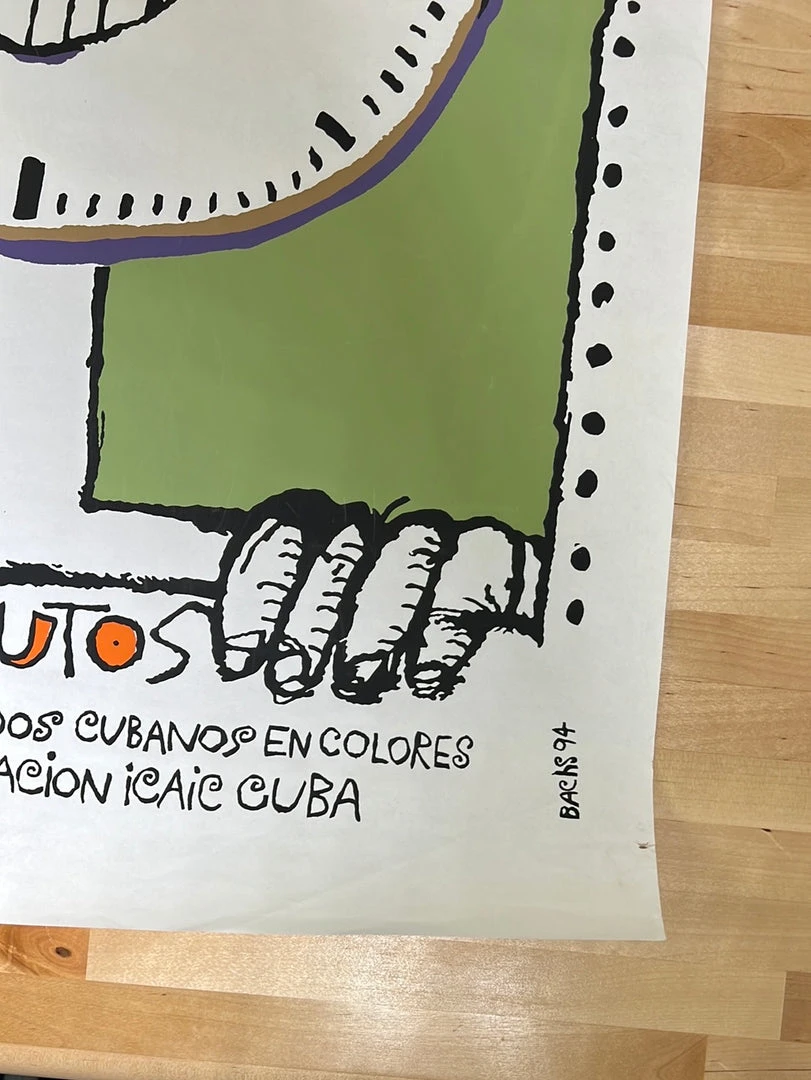 UTOS
DOS CUBANOS EN COLORES
ACION iCAiC CUBA
BACHS 94